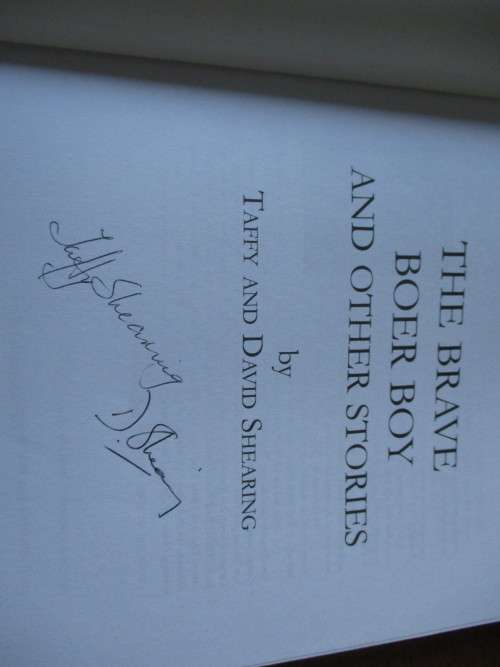 THE BRAVE
BOER BOY
AND OTHER STORIES
by
TAFFY AND DAVID SHEARING
Taffy Shearing
D. Shearing